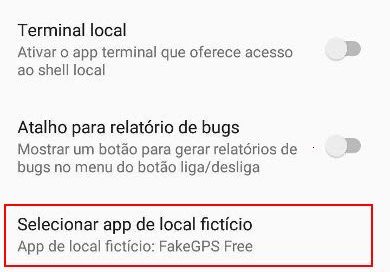 Terminal local
Ativar o app terminal que oferece acesso
ao shell local
Atalho para relatório de bugs
Mostrar um botão para gerar relatórios de
bugs no menu do botão liga/desliga
Selecionar app de local fictício
App de local fictício: FakeGPS Free